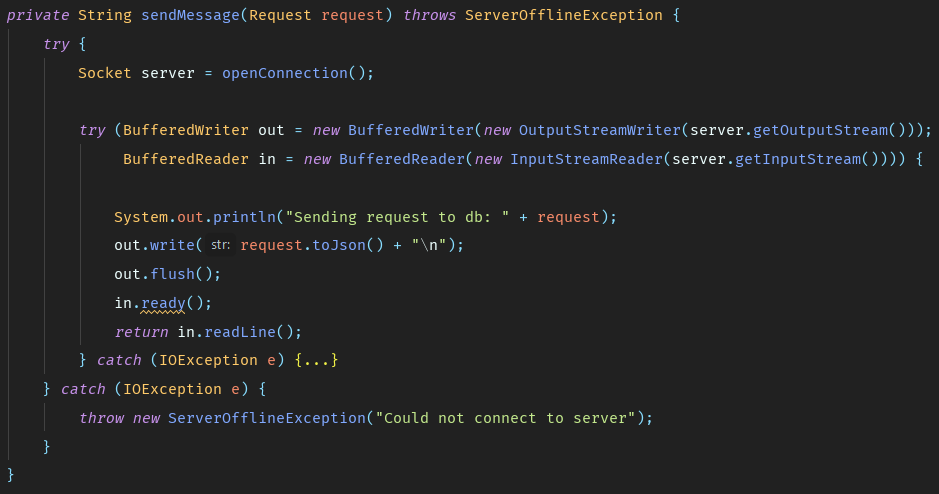 private String sendMessage(Request request) throws ServerOfflineException {
    try {
        Socket server = openConnection();

        try (BufferedWriter out = new BufferedWriter(new OutputStreamWriter(server.getOutputStream()));
             BufferedReader in = new BufferedReader(new InputStreamReader(server.getInputStream()))) {

            System.out.println("Sending request to db: " + request);
            out.write( str: request.toJson() + "\n");
            out.flush();
            in.ready();
            return in.readLine();
        } catch (IOException e) {...}
    } catch (IOException e) {
        throw new ServerOfflineException("Could not connect to server");
    }
}